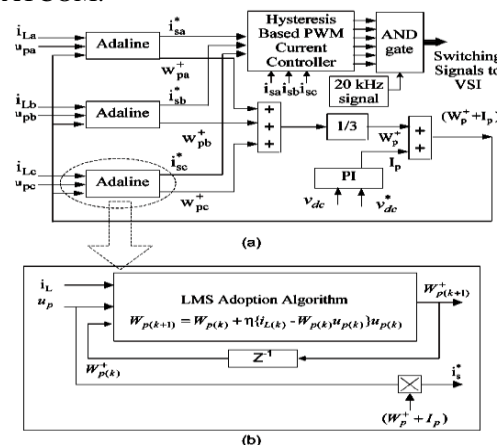 i_La
u_pa
Adaline
i*_sa
w+_pa
Hysteresis
Based PWM
Current
Controller
i_sa i_sb i_sc
AND
gate
20 kHz
signal
Switching
Signals to
VSI
i_Lb
u_pb
Adaline
i*_sb
w+_pb
+
+
+
1/3
W+_p
+
+
(W+_p+I_p)
I_p
PI
v_dc
v*_dc
i_Lc
u_pc
Adaline
i*_sc
w+_pc
(a)
i_L
u_p
LMS Adoption Algorithm
W_p(k+1) = W_p(k) + η{i_L(k) - W_p(k)u_p(k)}u_p(k)
W+_p(k+1)
W+_p(k)
Z^-1
i*_s
(W+_p+I_p)
(b)